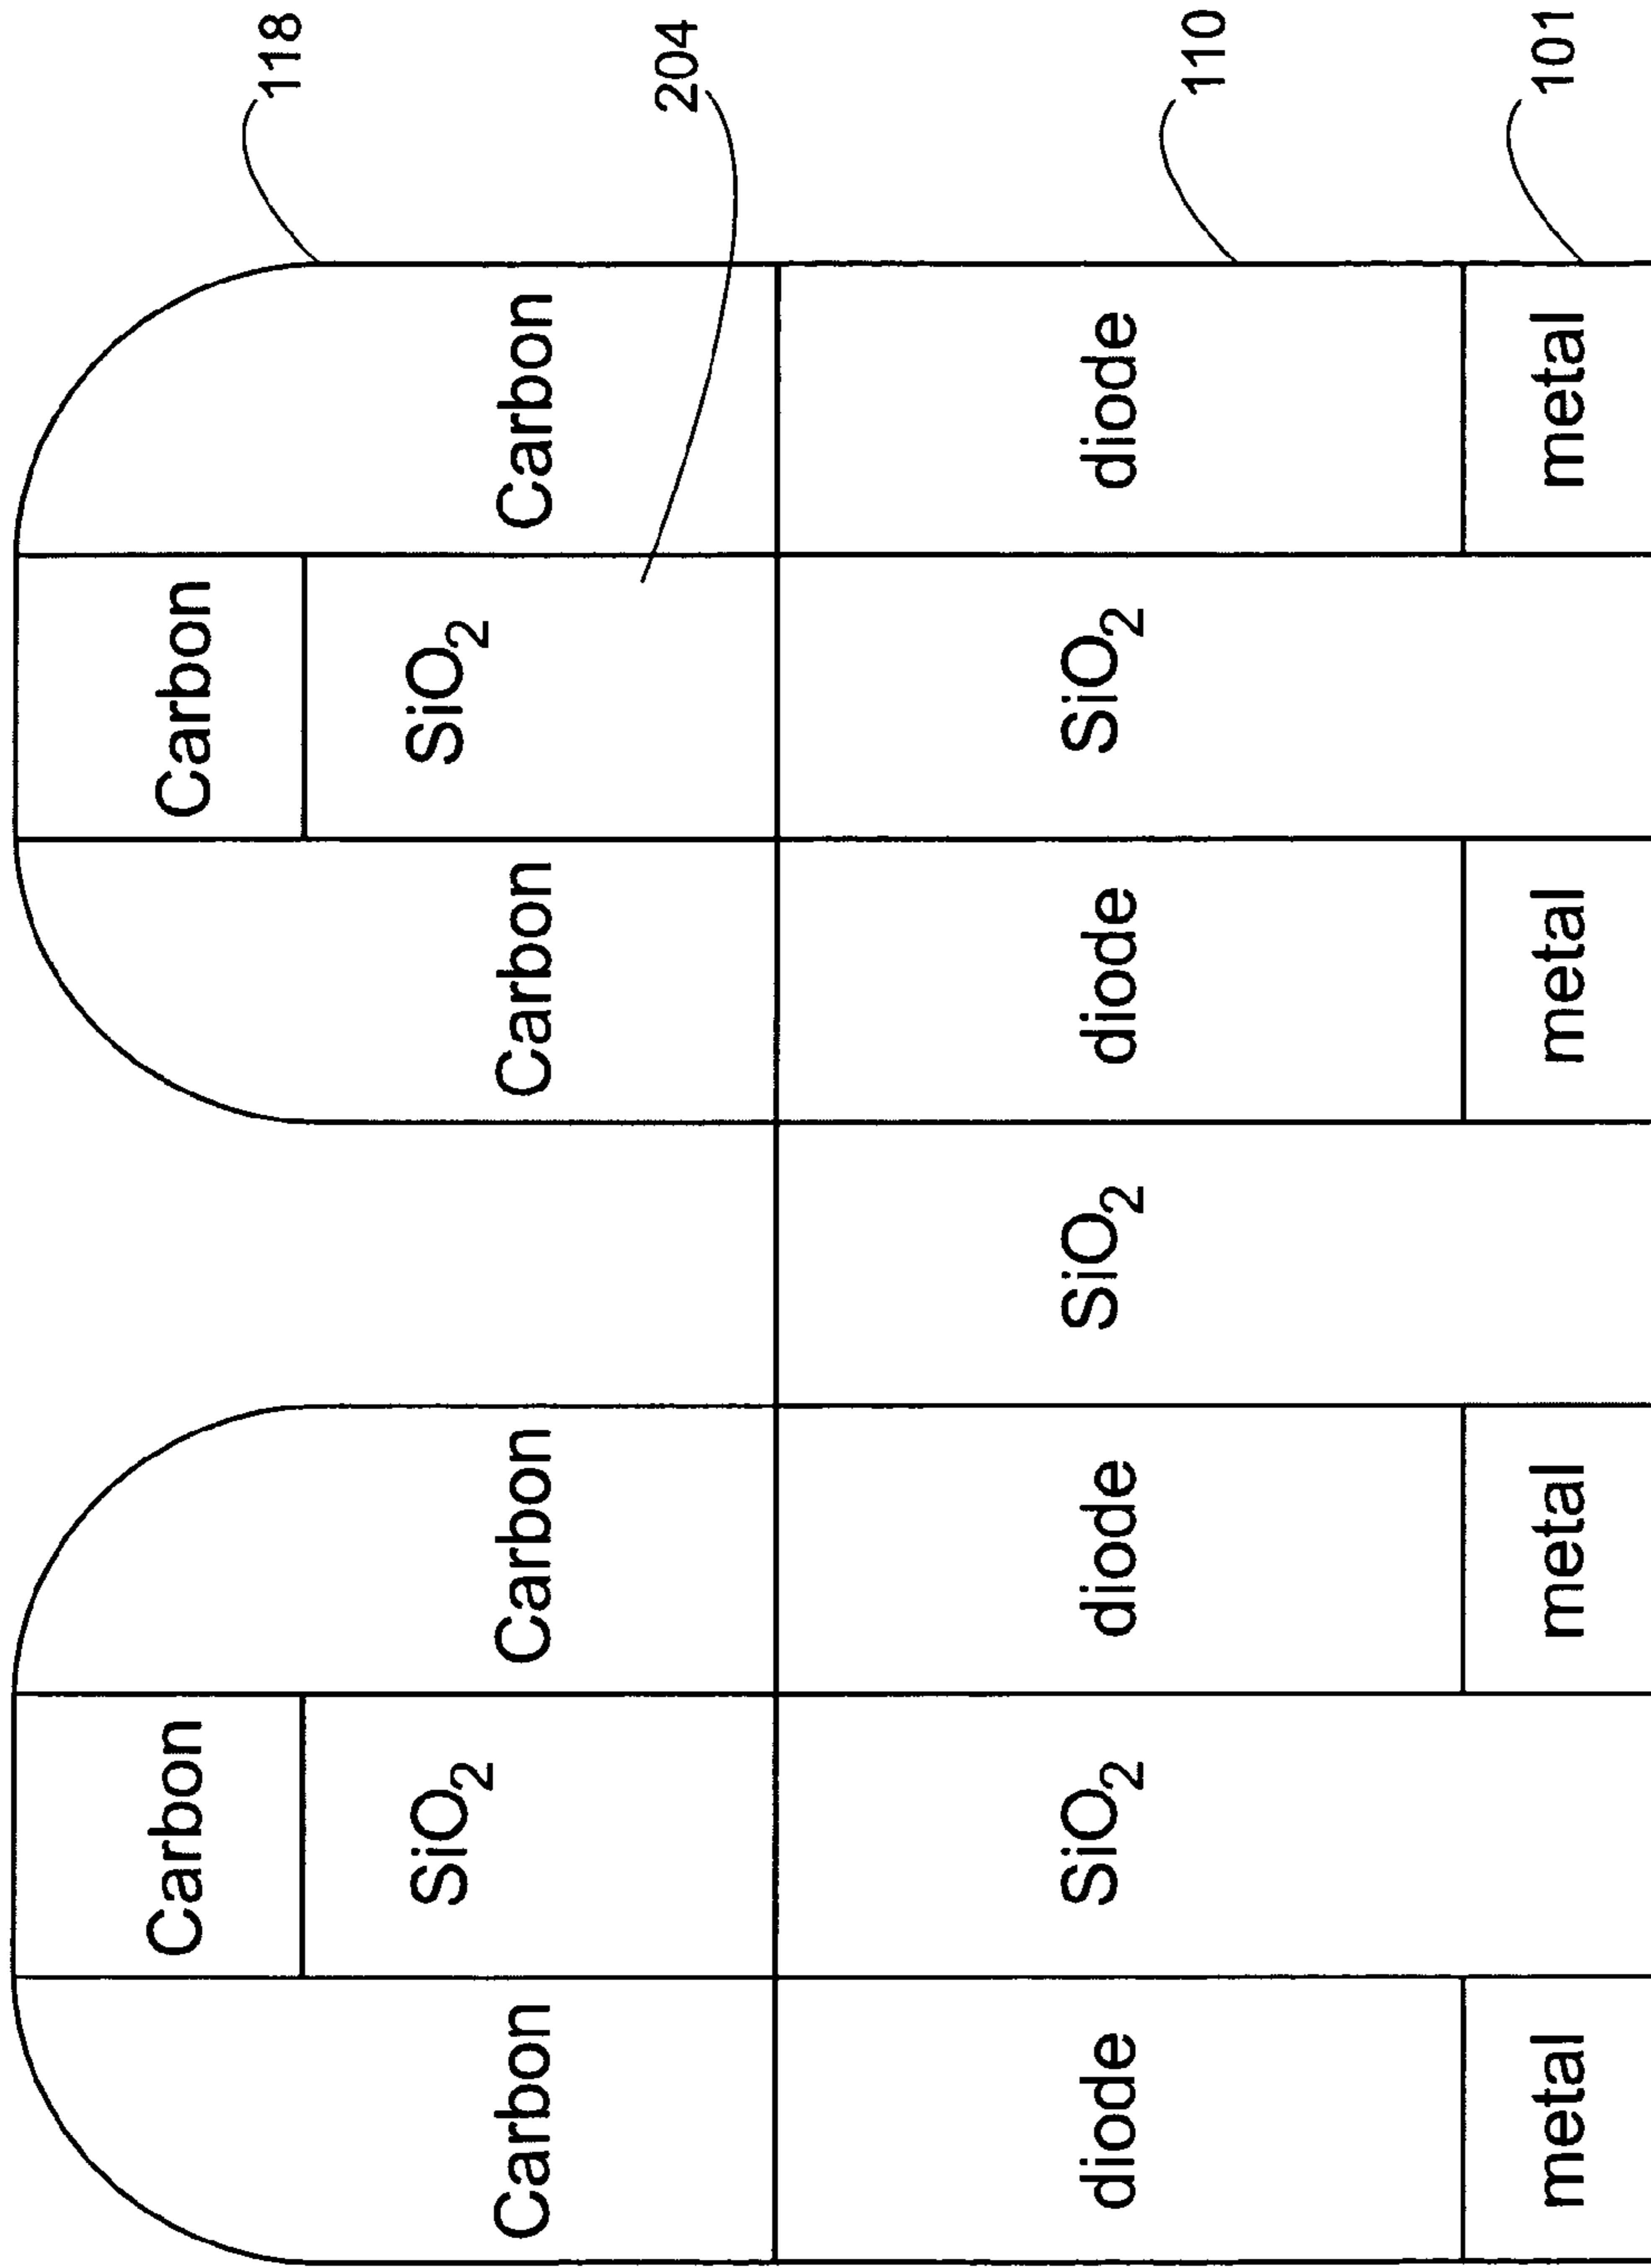 Carbon Carbon
118
SiO₂ SiO₂
Carbon Carbon Carbon Carbon
204
diode SiO₂ diode SiO₂ diode SiO₂ diode
110
metal metal metal metal 101